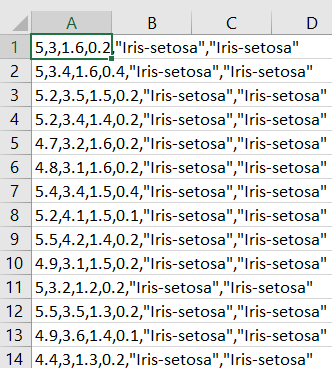 A B C D
1 5,3,1.6,0.2,"Iris-setosa","Iris-setosa"
2 5,3.4,1.6,0.4,"Iris-setosa","Iris-setosa"
3 5.2,3.5,1.5,0.2,"Iris-setosa","Iris-setosa"
4 5.2,3.4,1.4,0.2,"Iris-setosa","Iris-setosa"
5 4.7,3.2,1.6,0.2,"Iris-setosa","Iris-setosa"
6 4.8,3.1,1.6,0.2,"Iris-setosa","Iris-setosa"
7 5.4,3.4,1.5,0.4,"Iris-setosa","Iris-setosa"
8 5.2,4.1,1.5,0.1,"Iris-setosa","Iris-setosa"
9 5.5,4.2,1.4,0.2,"Iris-setosa","Iris-setosa"
10 4.9,3.1,1.5,0.2,"Iris-setosa","Iris-setosa"
11 5,3.2,1.2,0.2,"Iris-setosa","Iris-setosa"
12 5.5,3.5,1.3,0.2,"Iris-setosa","Iris-setosa"
13 4.9,3.6,1.4,0.1,"Iris-setosa","Iris-setosa"
14 4.4,3,1.3,0.2,"Iris-setosa","Iris-setosa"